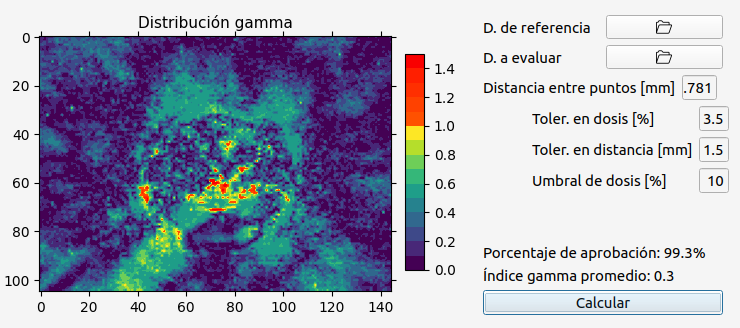 Distribución gamma
0
20
40
60
80
100
0 20 40 60 80 100 120 140
1.4
1.2
1.0
0.8
0.6
0.4
0.2
0.0
D. de referencia
D. a evaluar
Distancia entre puntos [mm] .781
Toler. en dosis [%] 3.5
Toler. en distancia [mm] 1.5
Umbral de dosis [%] 10
Porcentaje de aprobación: 99.3%
Índice gamma promedio: 0.3
Calcular